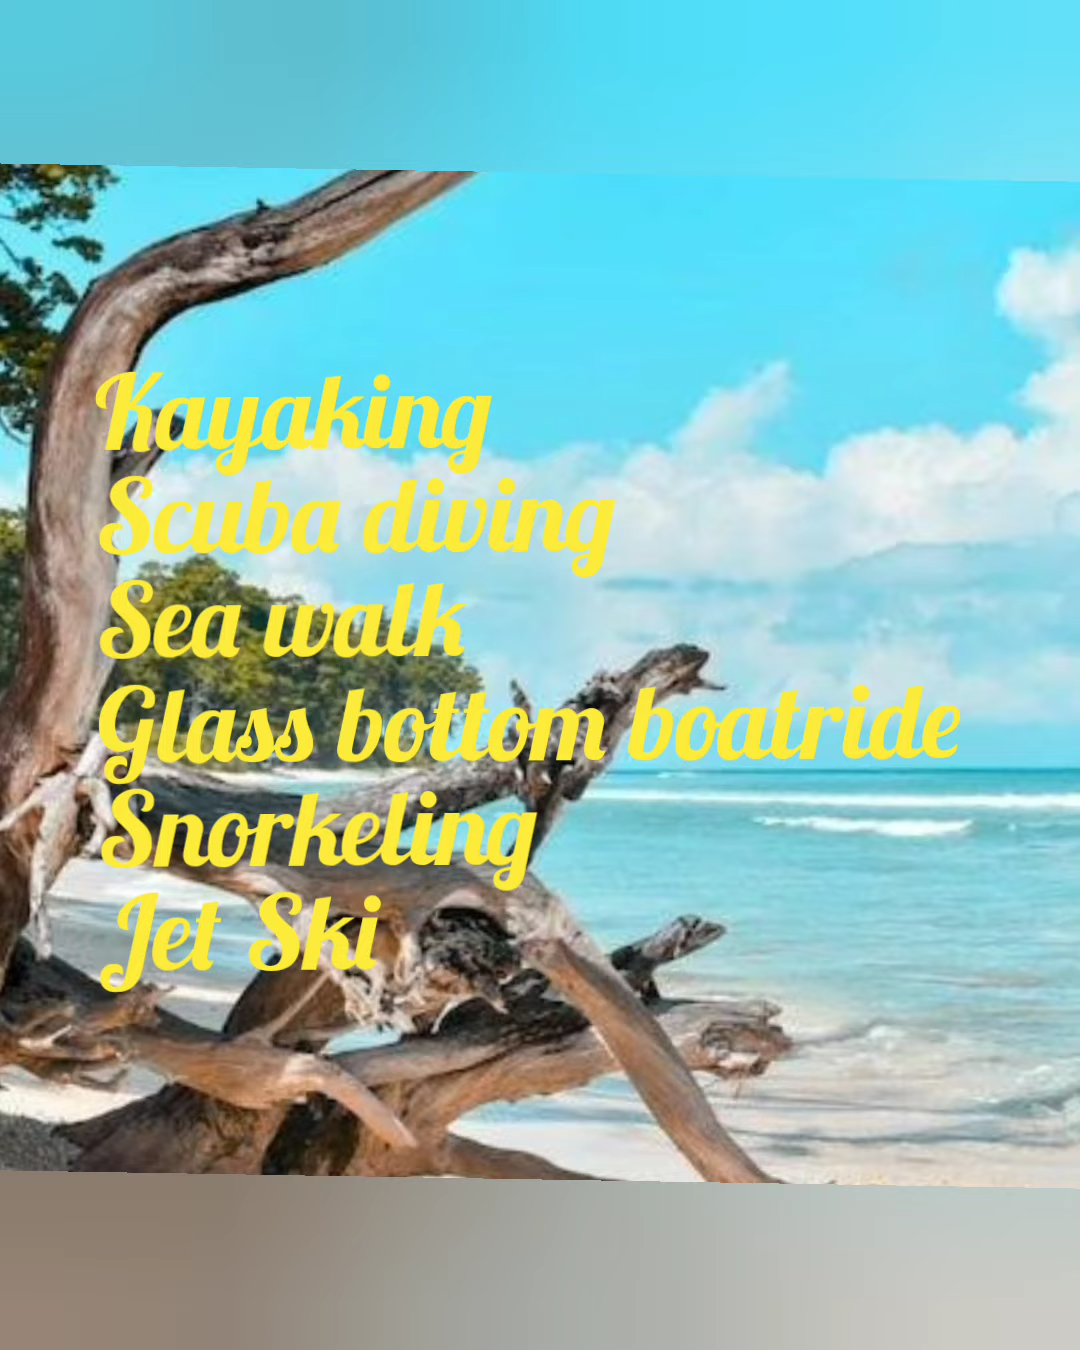 Kayaking
Scuba diving
Sea walk
Glass bottom boatride
Snorkeling
Jet Ski